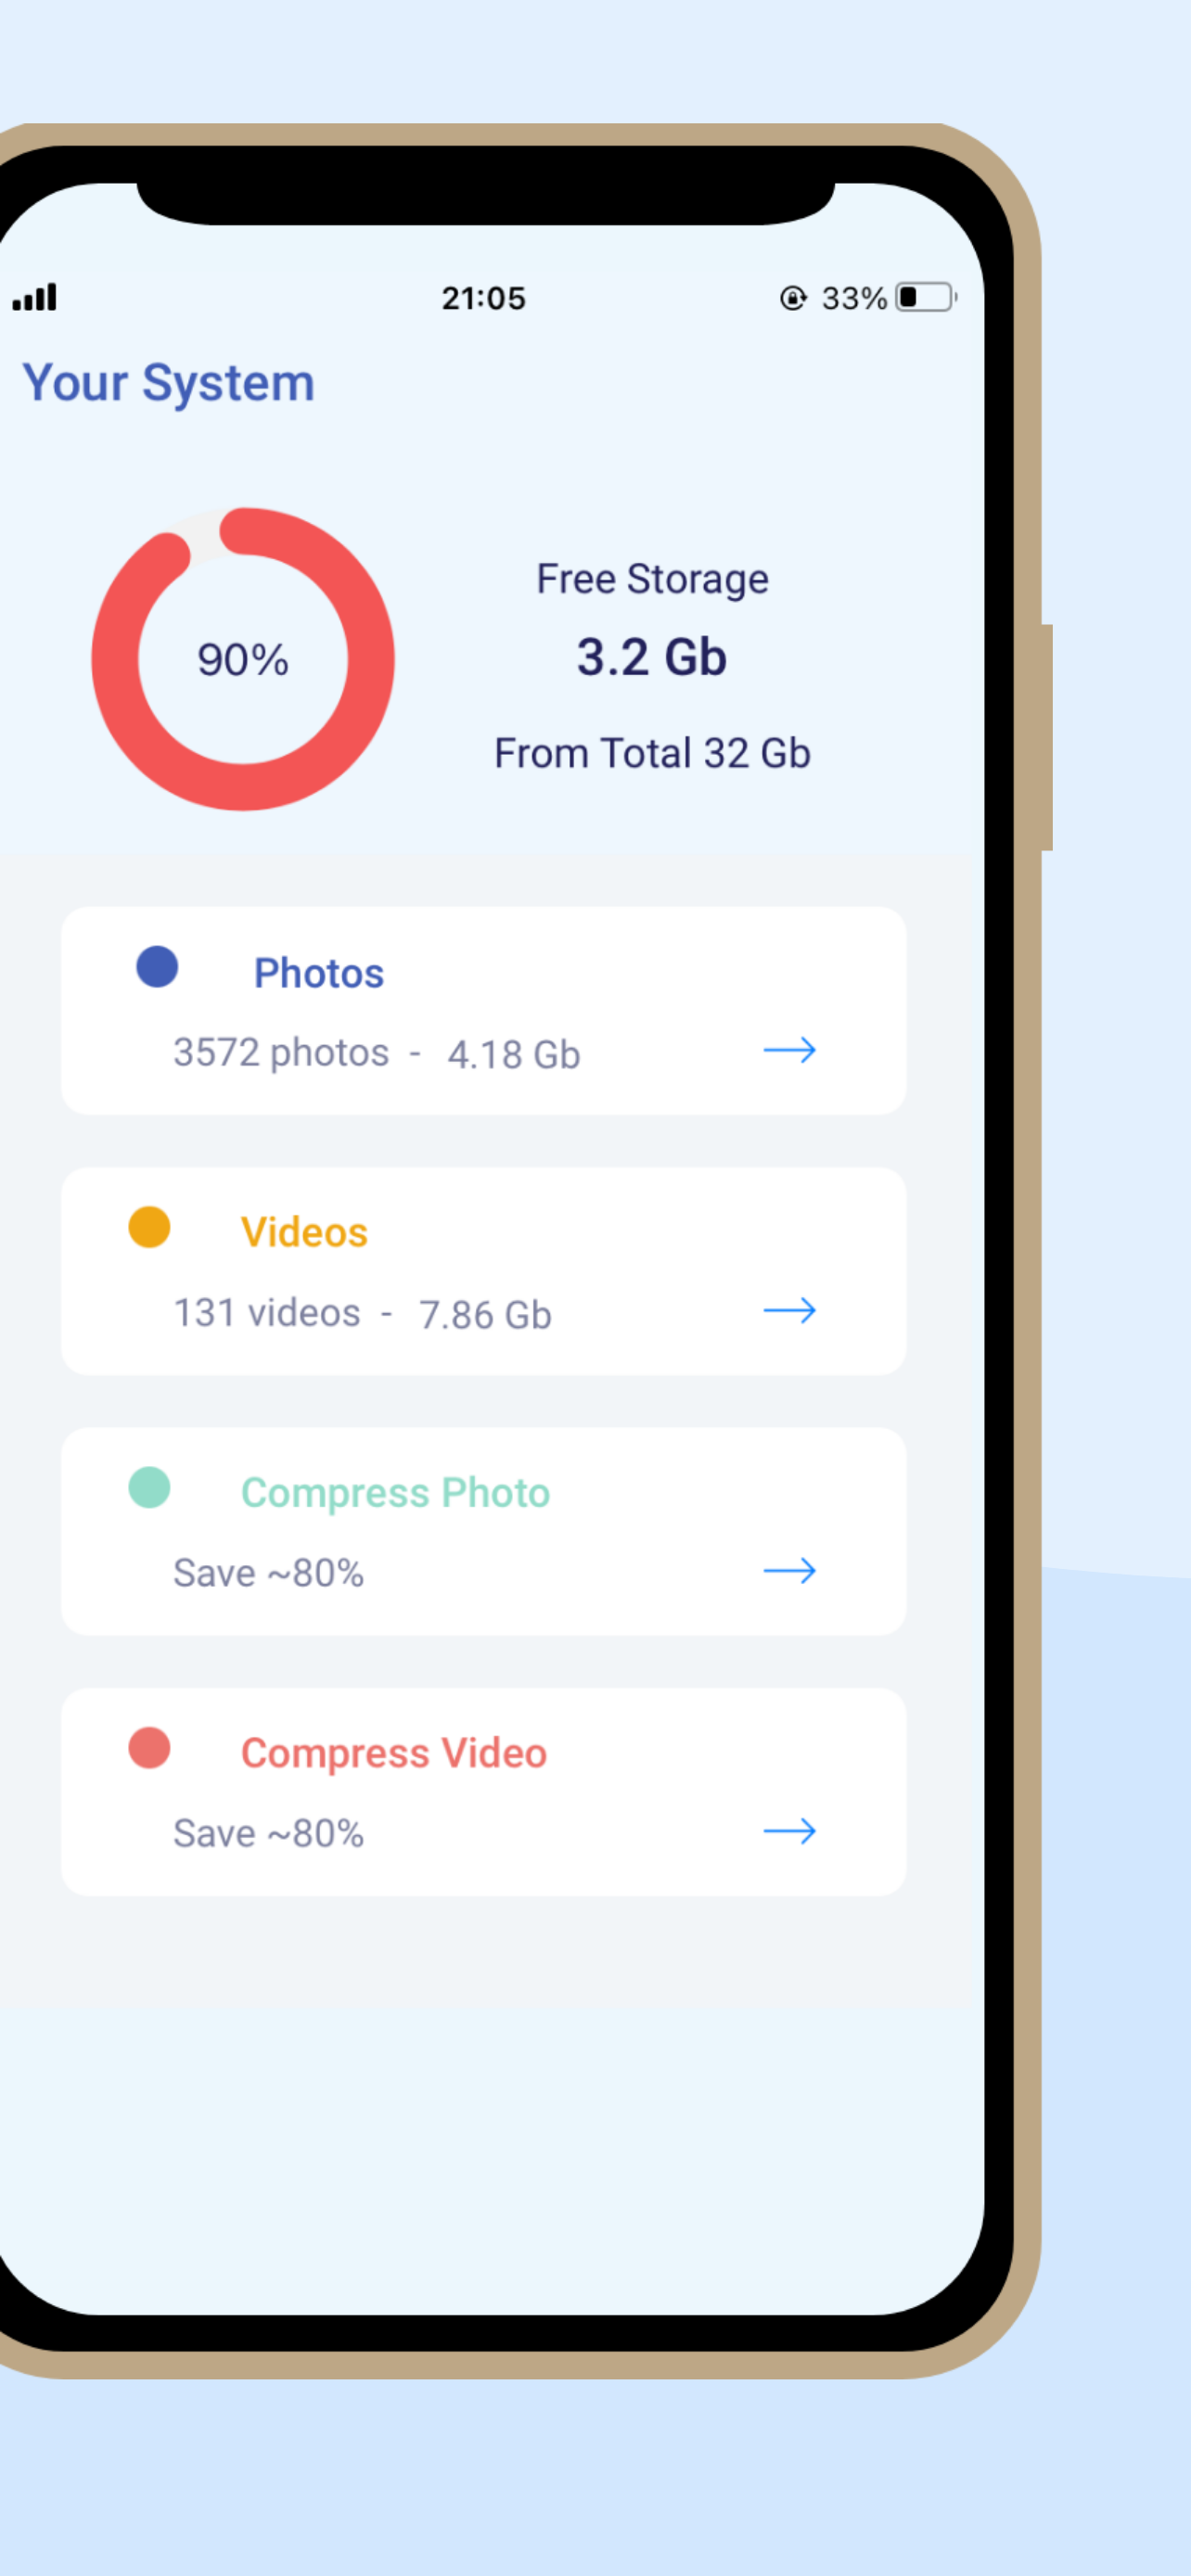 21:05
33%
Your System
90%
Free Storage
3.2 Gb
From Total 32 Gb
Photos
3572 photos - 4.18 Gb
Videos
131 videos - 7.86 Gb
Compress Photo
Save ~80%
Compress Video
Save ~80%